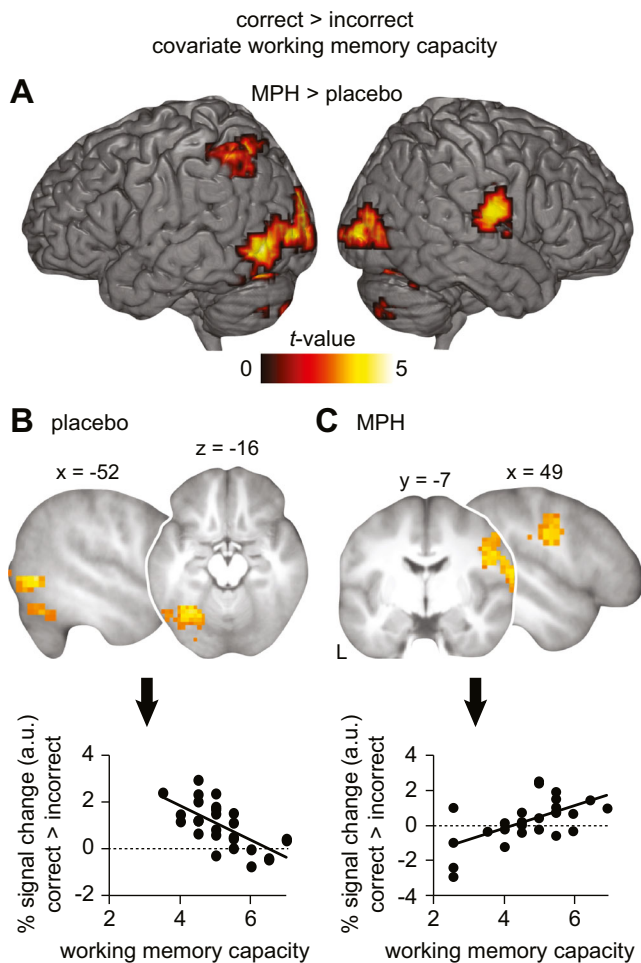 correct > incorrect
covariate working memory capacity
A
MPH > placebo
t-value
0
5
B placebo
x = -52
z = -16
C MPH
y = -7
x = 49
L
% signal change (a.u.)
correct > incorrect
4
2
0
-2
2
4
6
working memory capacity
% signal change (a.u.)
correct > incorrect
4
2
0
-2
-4
2
4
6
working memory capacity